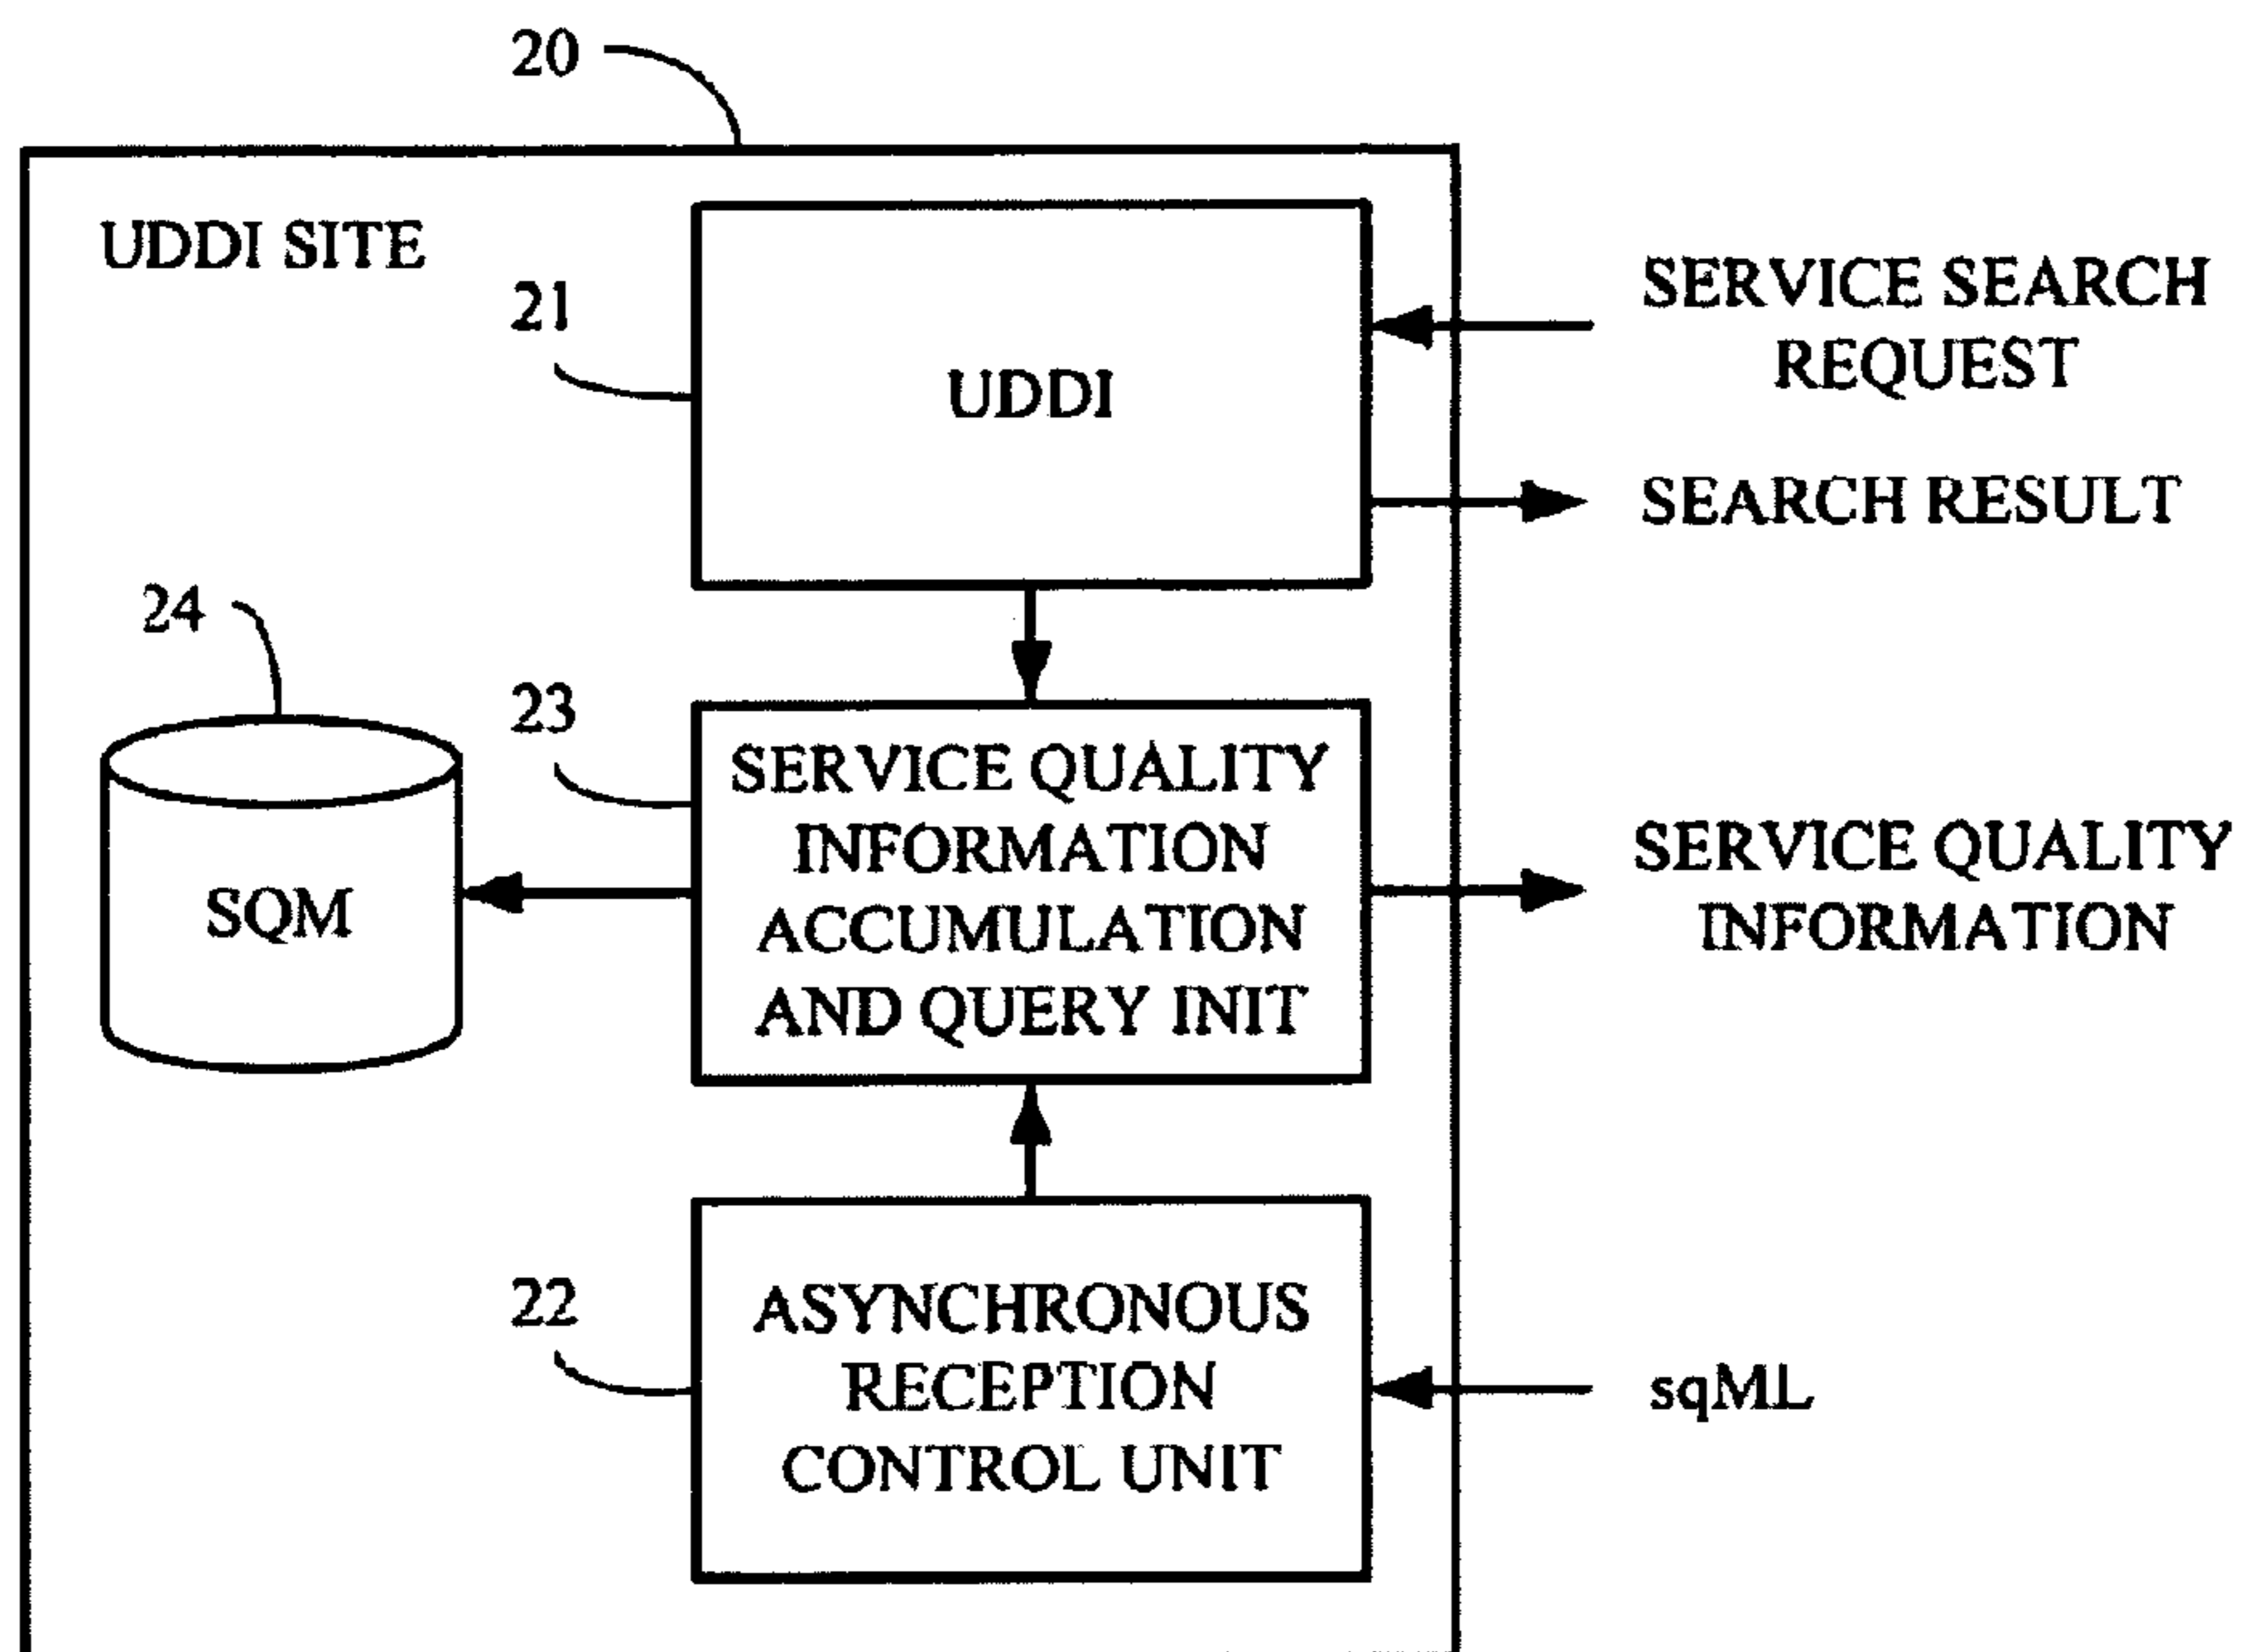 20
UDDI SITE
21
UDDI
SERVICE SEARCH
REQUEST
SEARCH RESULT
24
SQM
23
SERVICE QUALITY
INFORMATION
ACCUMULATION
AND QUERY INIT
SERVICE QUALITY
INFORMATION
22
ASYNCHRONOUS
RECEPTION
CONTROL UNIT
sqML